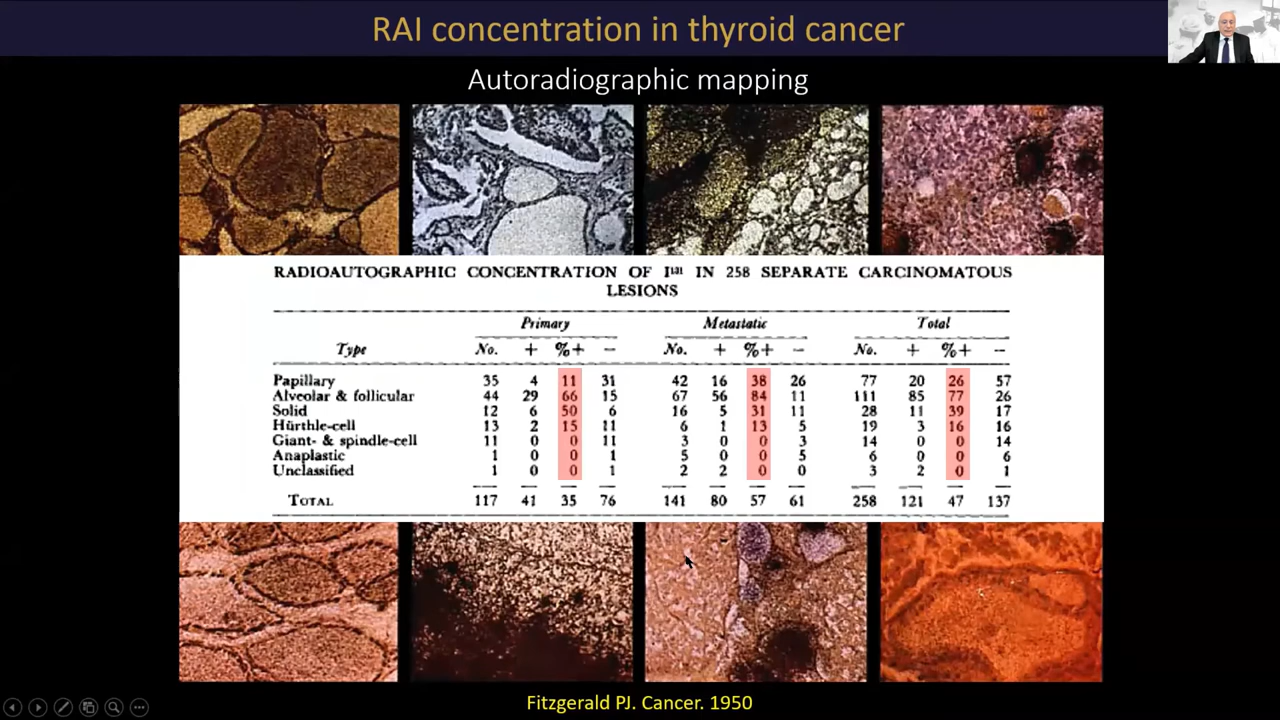 RAI concentration in thyroid cancer
Autoradiographic mapping
RADIOAUTOGRAPHIC CONCENTRATION OF I¹³¹ IN 258 SEPARATE CARCINOMATOUS
LESIONS
Primary Metastatic Total
Type No. + %+ − No. + %+ − No. + %+ −
Papillary 35 4 11 31 42 16 38 26 77 20 26 57
Alveolar & follicular 44 29 66 15 67 56 84 11 111 85 77 26
Solid 12 6 50 6 16 5 31 11 28 11 39 17
Hürthle-cell 13 2 15 11 6 1 13 5 19 3 16 16
Giant- & spindle-cell 11 0 0 11 3 0 0 3 14 0 0 14
Anaplastic 1 0 0 1 5 0 0 5 6 0 0 6
Unclassified 1 0 0 1 2 2 0 0 3 2 0 1
TOTAL 117 41 35 76 141 80 57 61 258 121 47 137
Fitzgerald PJ. Cancer. 1950